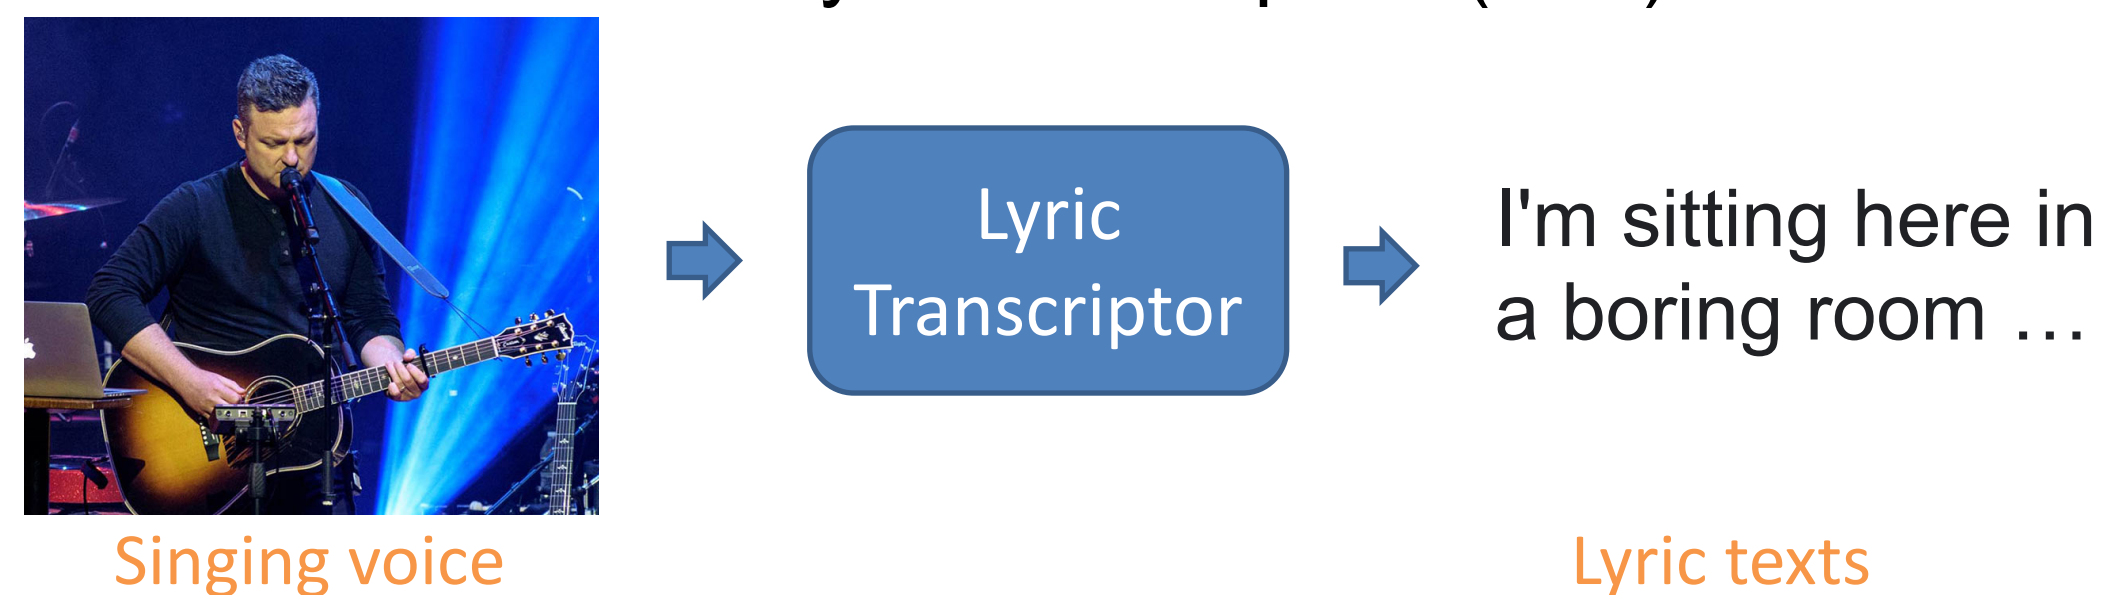 Lyric
Transcriptor
I'm sitting here in
a boring room …
Singing voice
Lyric texts